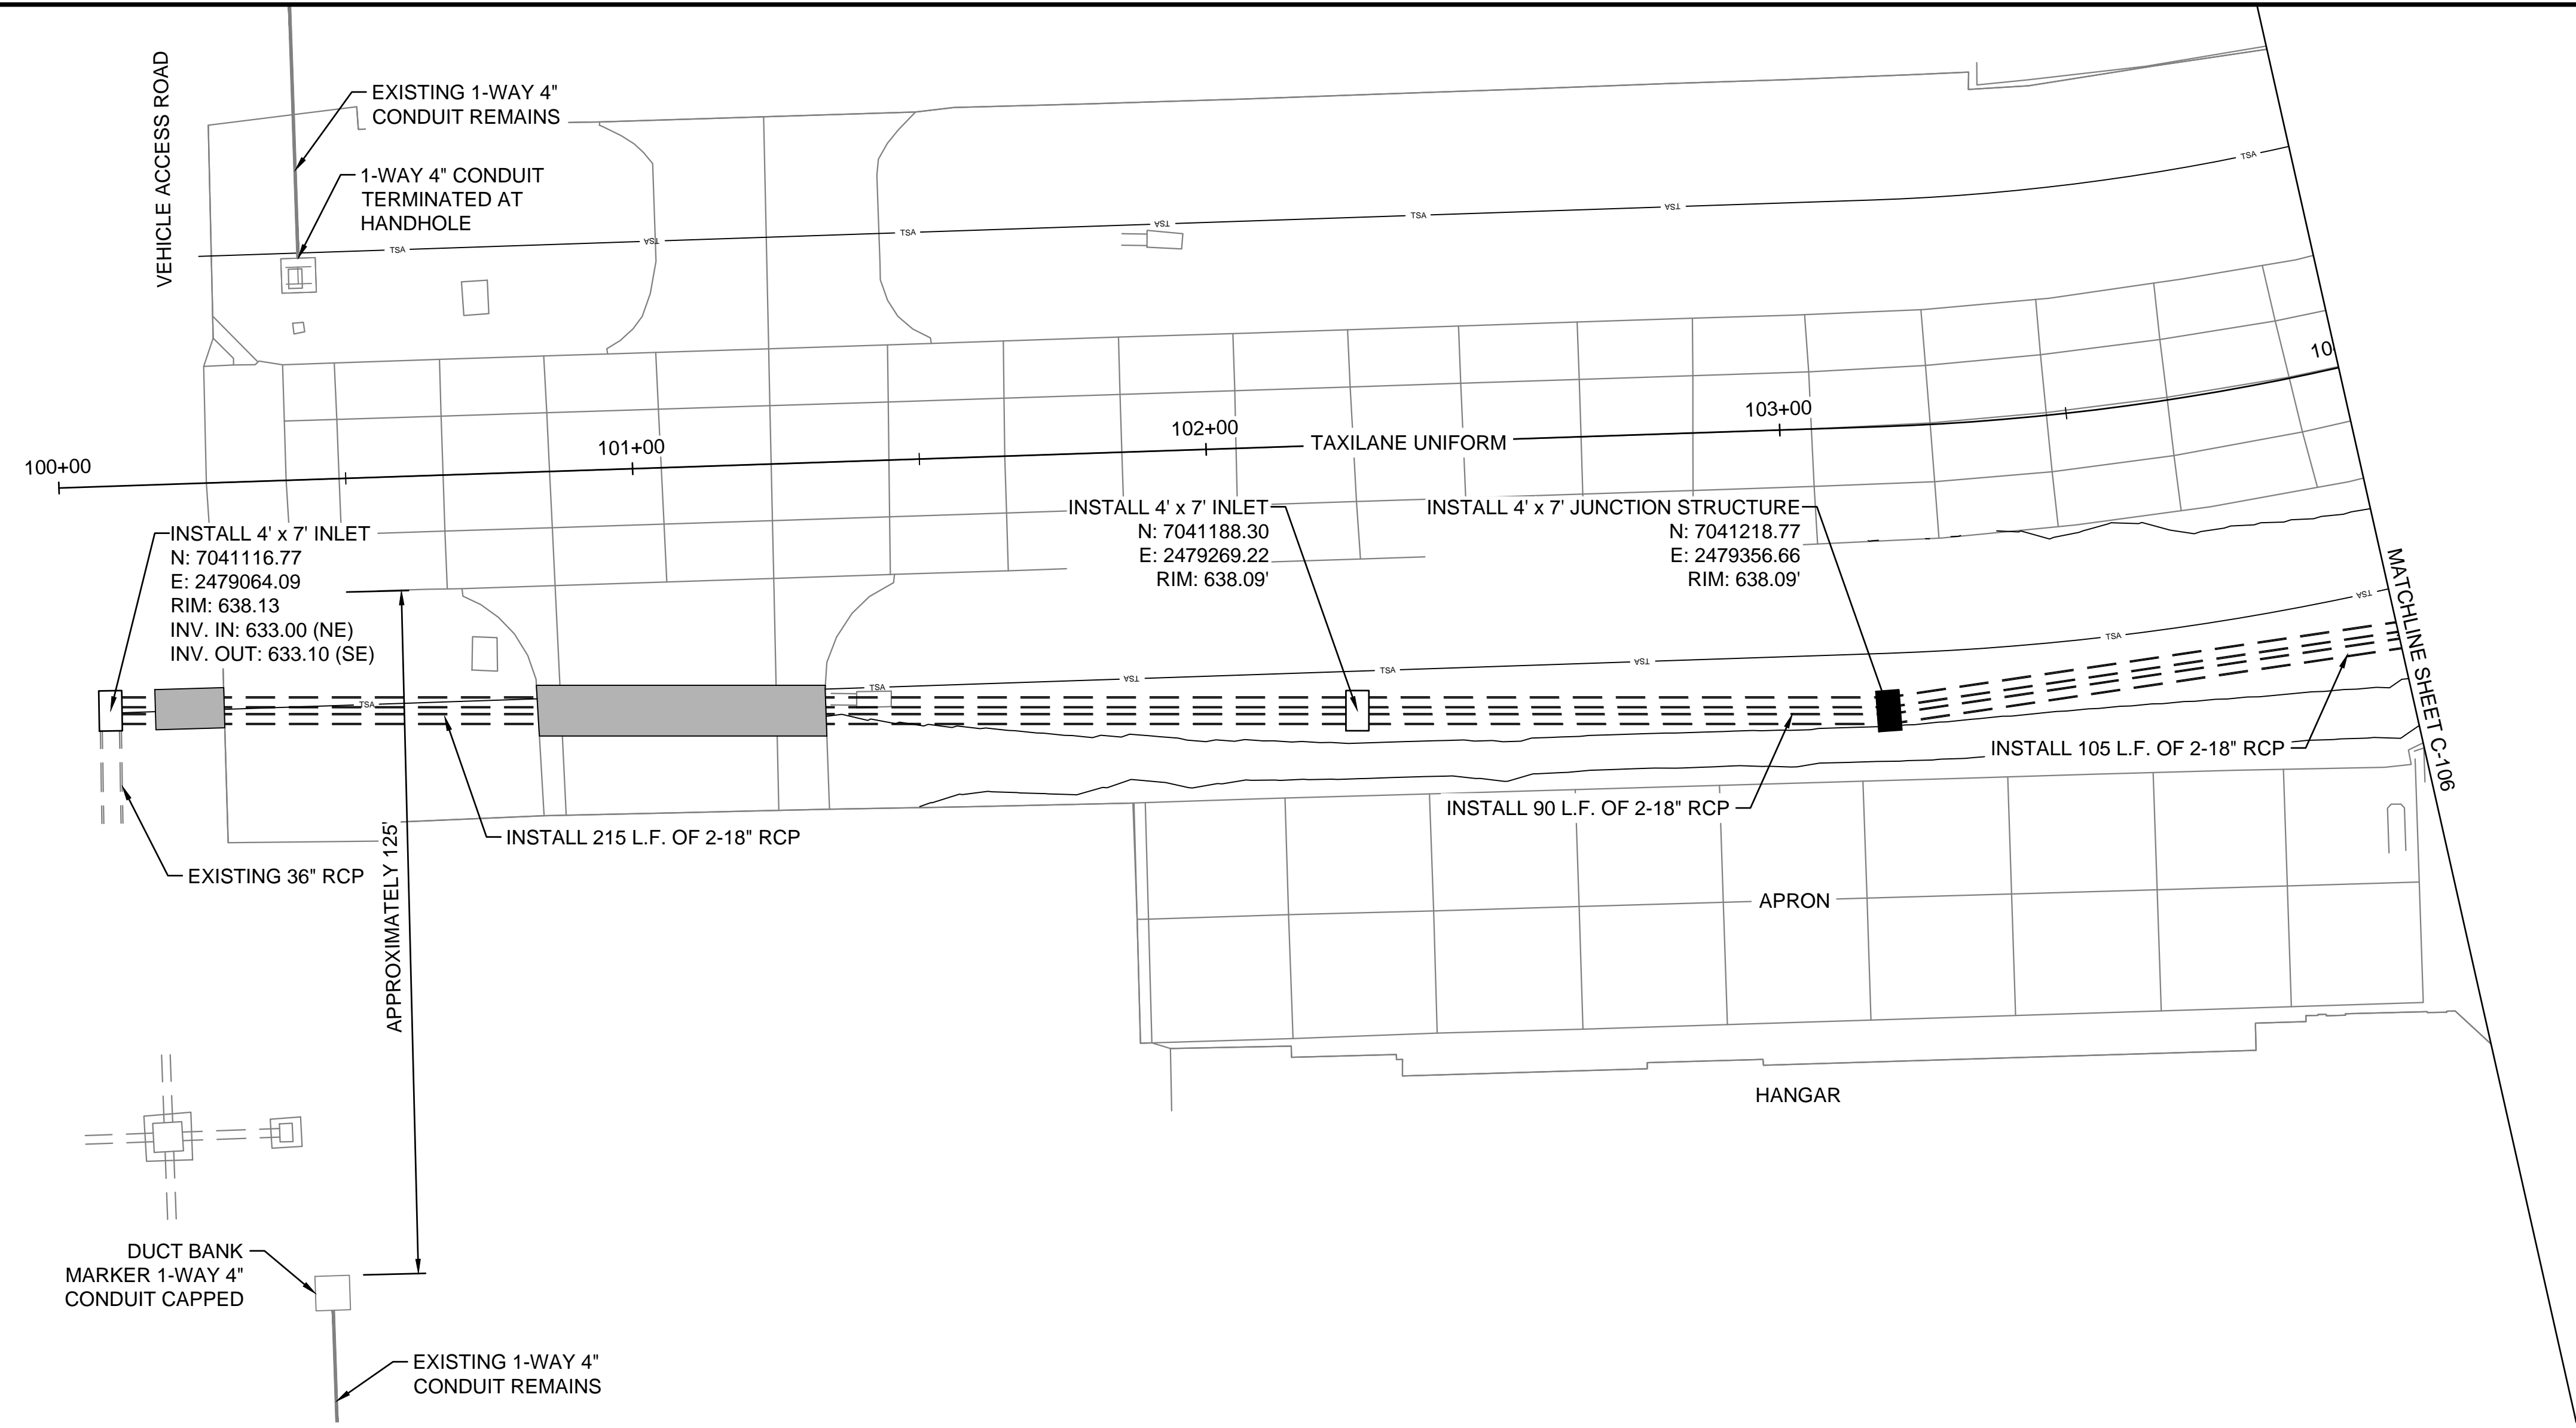 VEHICLE ACCESS ROAD
EXISTING 1-WAY 4"
CONDUIT REMAINS
1-WAY 4" CONDUIT
TERMINATED AT
HANDHOLE
TSA
TSA
TSA
TSA
TSA
TSA
TSA
10
100+00
101+00
102+00
103+00
TAXILANE UNIFORM
INSTALL 4' x 7' INLET
N: 7041116.77
E: 2479064.09
RIM: 638.13
INV. IN: 633.00 (NE)
INV. OUT: 633.10 (SE)
INSTALL 4' x 7' INLET
N: 7041188.30
E: 2479269.22
RIM: 638.09'
INSTALL 4' x 7' JUNCTION STRUCTURE
N: 7041218.77
E: 2479356.66
RIM: 638.09'
MATCHLINE SHEET C-106
TSA
TSA
TSA
TSA
TSA
TSA
TSA
INSTALL 105 L.F. OF 2-18" RCP
INSTALL 90 L.F. OF 2-18" RCP
INSTALL 215 L.F. OF 2-18" RCP
EXISTING 36" RCP
APPROXIMATELY 125'
APRON
HANGAR
DUCT BANK
MARKER 1-WAY 4"
CONDUIT CAPPED
EXISTING 1-WAY 4"
CONDUIT REMAINS